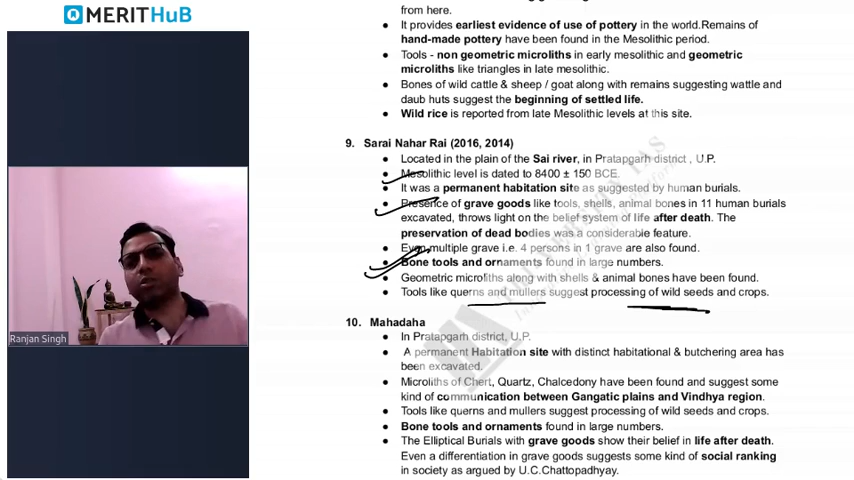 MERITHUB
from here.
● It provides earliest evidence of use of pottery in the world.Remains of
hand-made pottery have been found in the Mesolithic period.
● Tools - non geometric microliths in early mesolithic and geometric
microliths like triangles in late mesolithic.
● Bones of wild cattle & sheep / goat along with remains suggesting wattle and
daub huts suggest the beginning of settled life.
● Wild rice is reported from late Mesolithic levels at this site.
9. Sarai Nahar Rai (2016, 2014)
● Located in the plain of the Sai river, in Pratapgarh district , U.P.
● Mesolithic level is dated to 8400 ± 150 BCE.
● It was a permanent habitation site as suggested by human burials.
● Presence of grave goods like tools, shells, animal bones in 11 human burials
excavated, throws light on the belief system of life after death. The
preservation of dead bodies was a considerable feature.
● Even multiple grave i.e. 4 persons in 1 grave are also found.
● Bone tools and ornaments found in large numbers.
● Geometric microliths along with shells & animal bones have been found.
● Tools like querns and mullers suggest processing of wild seeds and crops.
10. Mahadaha
● In Pratapgarh district, U.P.
● A permanent Habitation site with distinct habitational & butchering area has
been excavated.
● Microliths of Chert, Quartz, Chalcedony have been found and suggest some
kind of communication between Gangatic plains and Vindhya region.
● Tools like querns and mullers suggest processing of wild seeds and crops.
● Bone tools and ornaments found in large numbers.
● The Elliptical Burials with grave goods show their belief in life after death.
Even a differentiation in grave goods suggests some kind of social ranking
in society as argued by U.C.Chattopadhyay.
Ranjan Singh